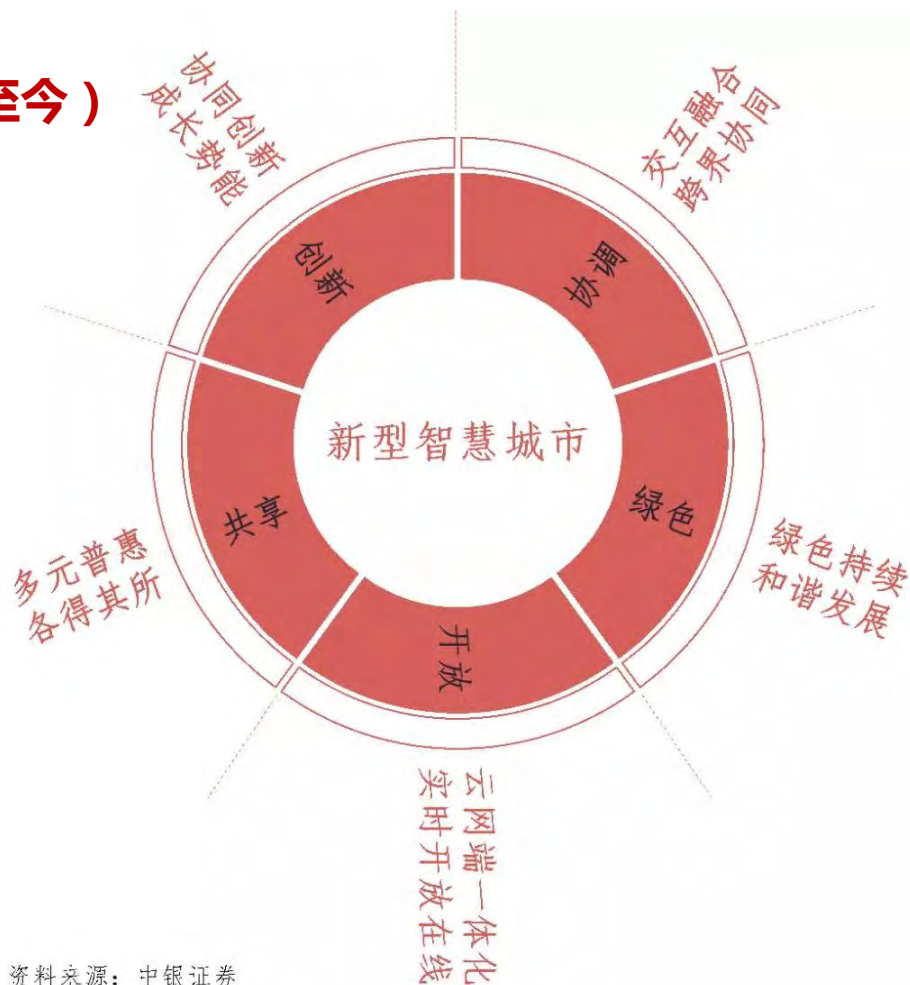 至今）
协同创新
成长势能
交互融合
跨界协同
创新
协调
新型智慧城市
共享
绿色
多元普惠
各得其所
绿色持续
和谐发展
开放
云网端一体化
实时开放在线
资料来源：中银证券